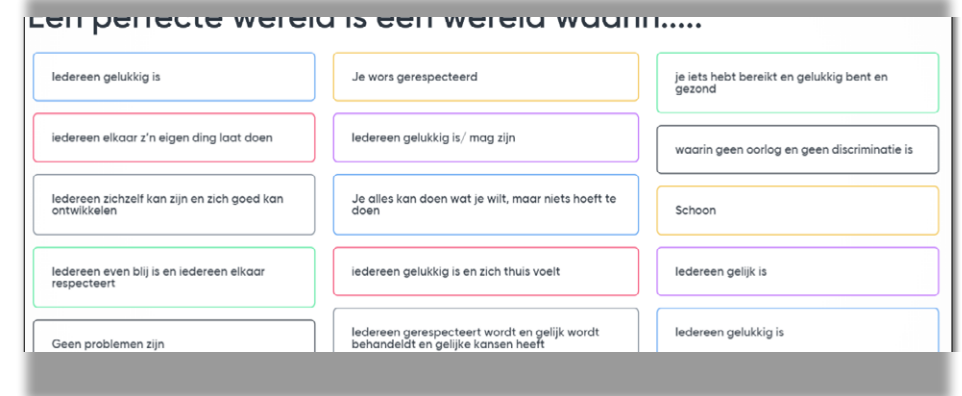 Een perfecte wereld is een wereld waarin.....
Iedereen gelukkig is
iedereen elkaar z'n eigen ding laat doen
Iedereen zichzelf kan zijn en zich goed kan
ontwikkelen
Iedereen even blij is en iedereen elkaar
respecteert
Geen problemen zijn
Je wors gerespecteerd
Iedereen gelukkig is/ mag zijn
Je alles kan doen wat je wilt, maar niets hoeft te
doen
iedereen gelukkig is en zich thuis voelt
Iedereen gerespecteert wordt en gelijk wordt
behandeldt en gelijke kansen heeft
je iets hebt bereikt en gelukkig bent en
gezond
waarin geen oorlog en geen discriminatie is
Schoon
Iedereen gelijk is
Iedereen gelukkig is